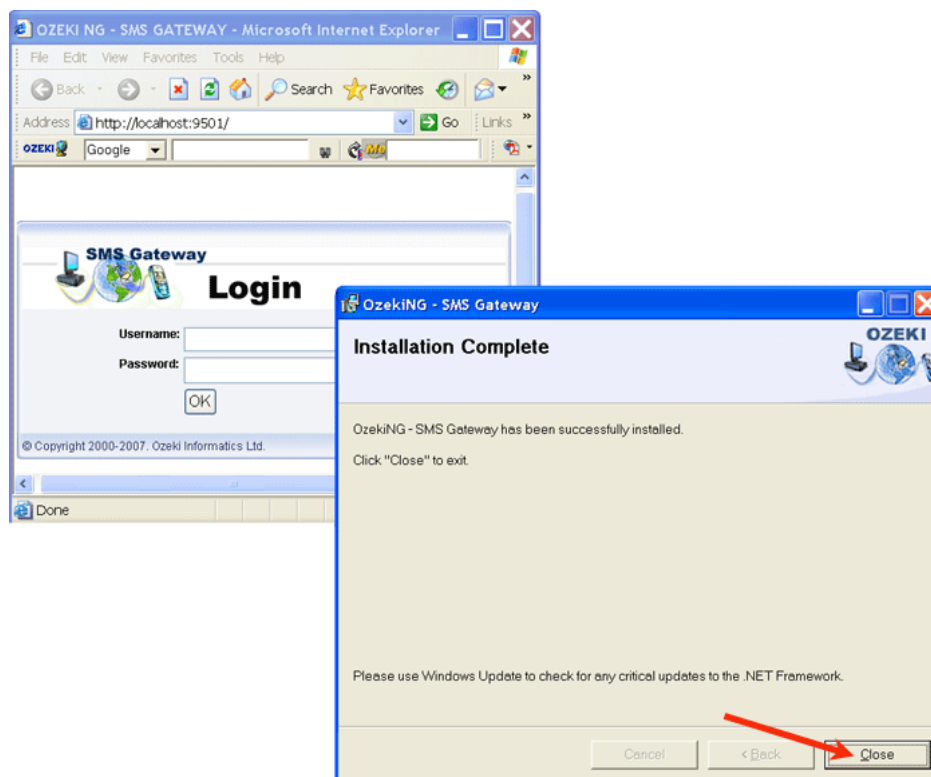 OZEKI NG - SMS GATEWAY - Microsoft Internet Explorer
File Edit View Favorites Tools Help
Back Search Favorites »
Address http://localhost:9501/ Go Links »
OZEKI Google
SMS Gateway
Login
Username:
Password:
OK
© Copyright 2000-2007. Ozeki Informatics Ltd.
Done
OzekiNG - SMS Gateway
Installation Complete
OZEKI
OzekiNG - SMS Gateway has been successfully installed.
Click "Close" to exit.
Please use Windows Update to check for any critical updates to the .NET Framework.
Cancel < Back Close